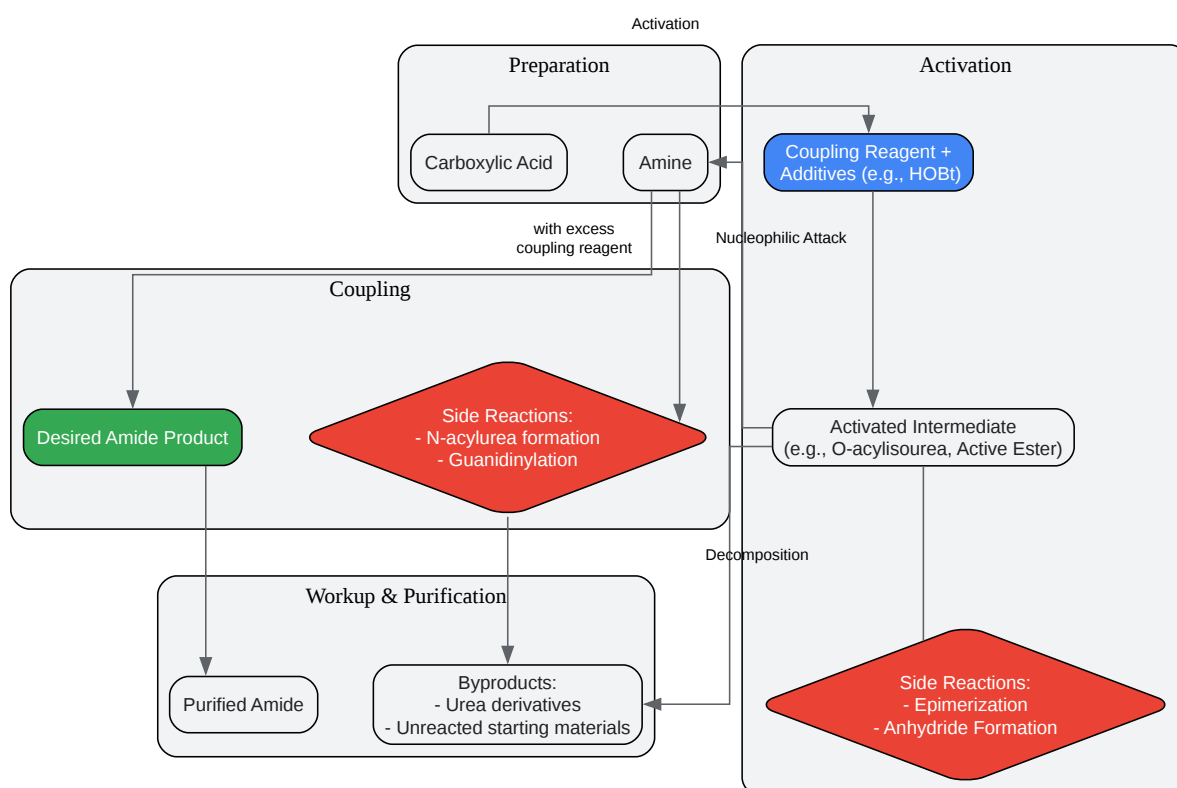 Activation
Preparation
Activation
Carboxylic Acid
Amine
Coupling Reagent +
Additives (e.g., HOBt)
with excess
coupling reagent
Nucleophilic Attack
Coupling
Desired Amide Product
Side Reactions:
- N-acylurea formation
- Guanidinylation
Activated Intermediate
(e.g., O-acylisourea, Active Ester)
Decomposition
Workup & Purification
Purified Amide
Byproducts:
- Urea derivatives
- Unreacted starting materials
Side Reactions:
- Epimerization
- Anhydride Formation